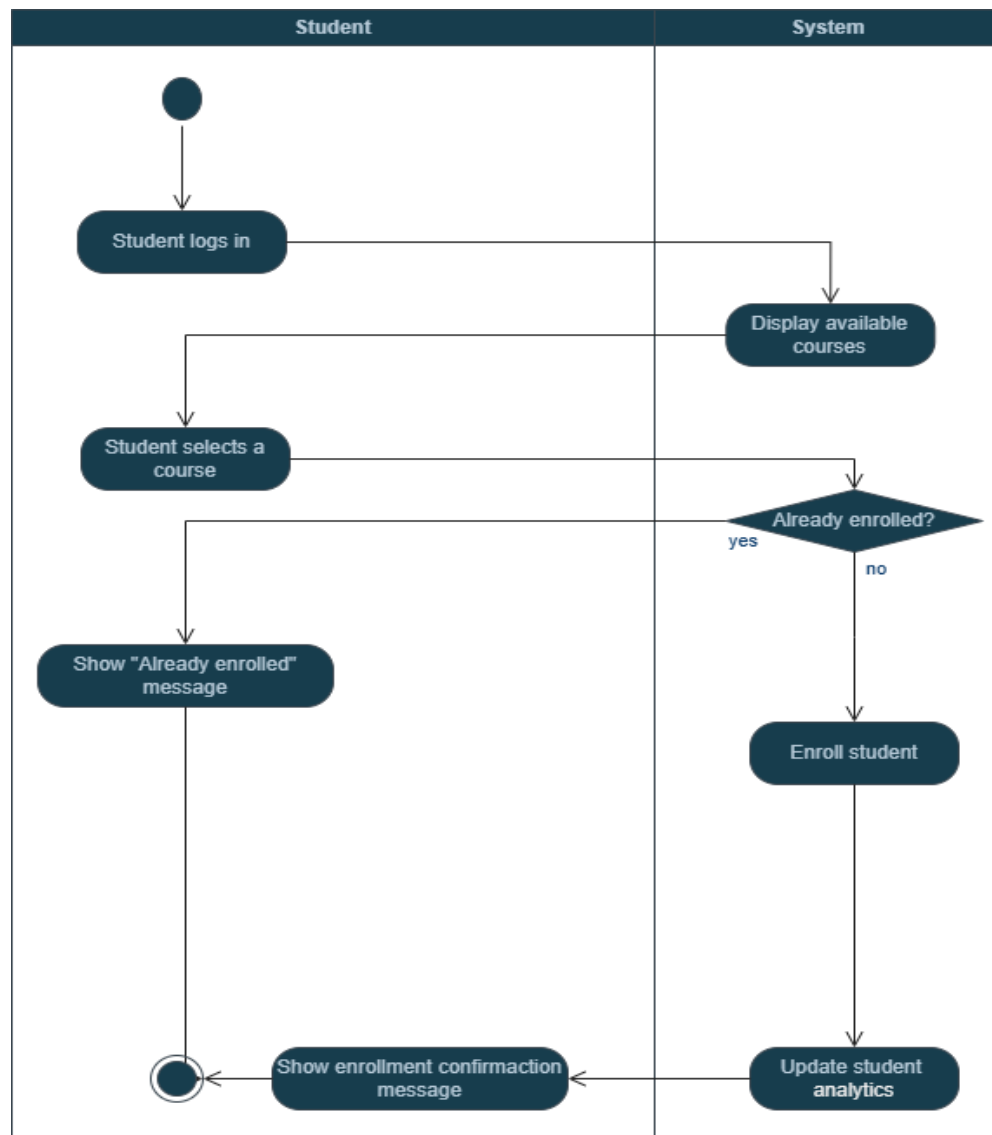 Student
System
Student logs in
Display available
courses
Student selects a
course
Already enrolled?
yes
no
Show "Already enrolled"
message
Enroll student
Show enrollment confirmaction
message
Update student
analytics